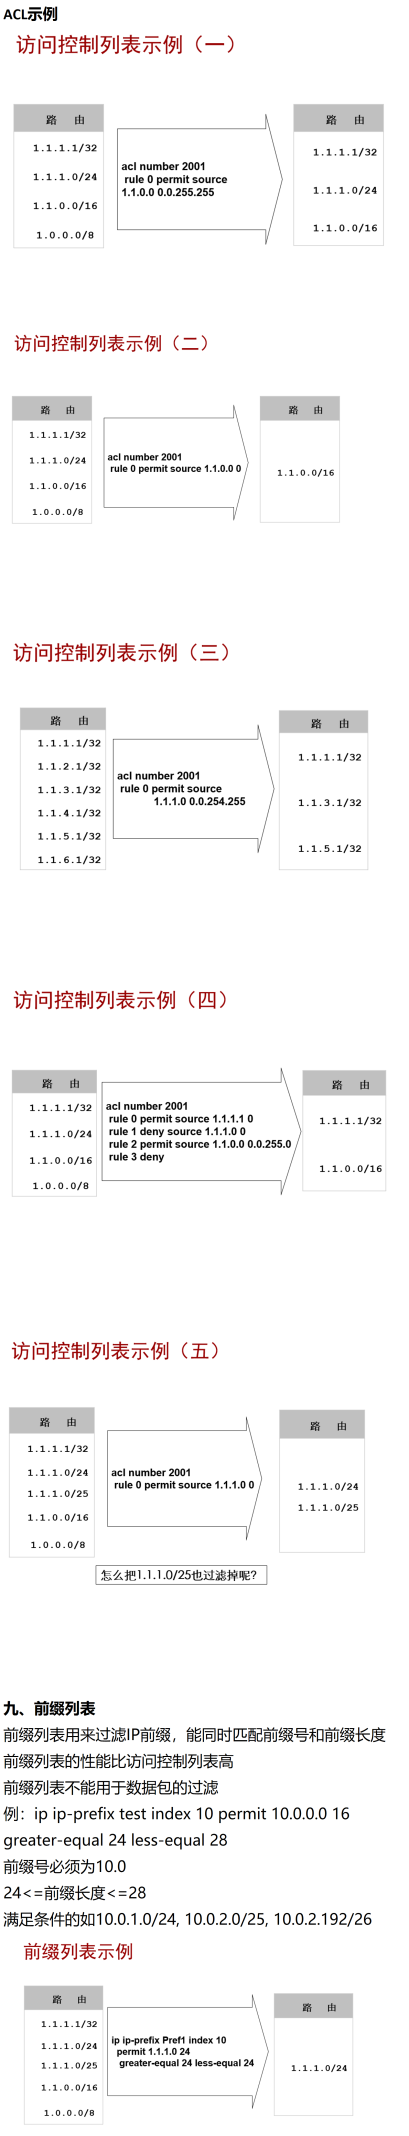 ACL示例
访问控制列表示例（一）
路 由
1.1.1.1/32
1.1.1.0/24
1.1.0.0/16
1.0.0.0/8
acl number 2001
rule 0 permit source
1.1.0.0 0.0.255.255
路 由
1.1.1.1/32
1.1.1.0/24
1.1.0.0/16
访问控制列表示例（二）
路 由
1.1.1.1/32
1.1.1.0/24
1.1.0.0/16
1.0.0.0/8
acl number 2001
rule 0 permit source 1.1.0.0 0
路 由
1.1.0.0/16
访问控制列表示例（三）
路 由
1.1.1.1/32
1.1.2.1/32
1.1.3.1/32
1.1.4.1/32
1.1.5.1/32
1.1.6.1/32
acl number 2001
rule 0 permit source
1.1.1.0 0.0.254.255
路 由
1.1.1.1/32
1.1.3.1/32
1.1.5.1/32
访问控制列表示例（四）
路 由
1.1.1.1/32
1.1.1.0/24
1.1.0.0/16
1.0.0.0/8
acl number 2001
rule 0 permit source 1.1.1.1 0
rule 1 deny source 1.1.1.0 0
rule 2 permit source 1.1.0.0 0.0.255.0
rule 3 deny
路 由
1.1.1.1/32
1.1.0.0/16
访问控制列表示例（五）
路 由
1.1.1.1/32
1.1.1.0/24
1.1.1.0/25
1.1.0.0/16
1.0.0.0/8
acl number 2001
rule 0 permit source 1.1.1.0 0
路 由
1.1.1.0/24
1.1.1.0/25
怎么把1.1.1.0/25也过滤掉呢?
九、前缀列表
前缀列表用来过滤IP前缀，能同时匹配前缀号和前缀长度
前缀列表的性能比访问控制列表高
前缀列表不能用于数据包的过滤
例：ip ip-prefix test index 10 permit 10.0.0.0 16
greater-equal 24 less-equal 28
前缀号必须为10.0
24<=前缀长度<=28
满足条件的如10.0.1.0/24, 10.0.2.0/25, 10.0.2.192/26
前缀列表示例
路 由
1.1.1.1/32
1.1.1.0/24
1.1.1.0/25
1.1.0.0/16
1.0.0.0/8
ip ip-prefix Pref1 index 10
permit 1.1.1.0 24
greater-equal 24 less-equal 24
路 由
1.1.1.0/24